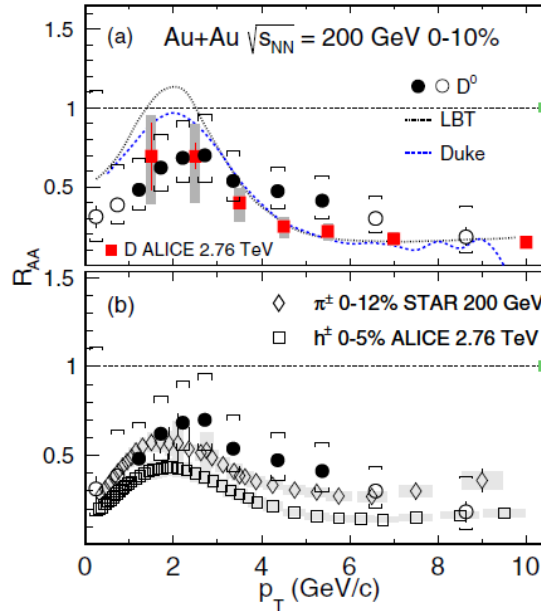 (a) Au+Au √s_NN = 200 GeV 0-10%
D⁰
LBT
Duke
D ALICE 2.76 TeV
1.5
1
0.5
R_AA
(b) π± 0-12% STAR 200 GeV
h± 0-5% ALICE 2.76 TeV
1.5
1
0.5
0 2 4 6 8 10
p_T (GeV/c)